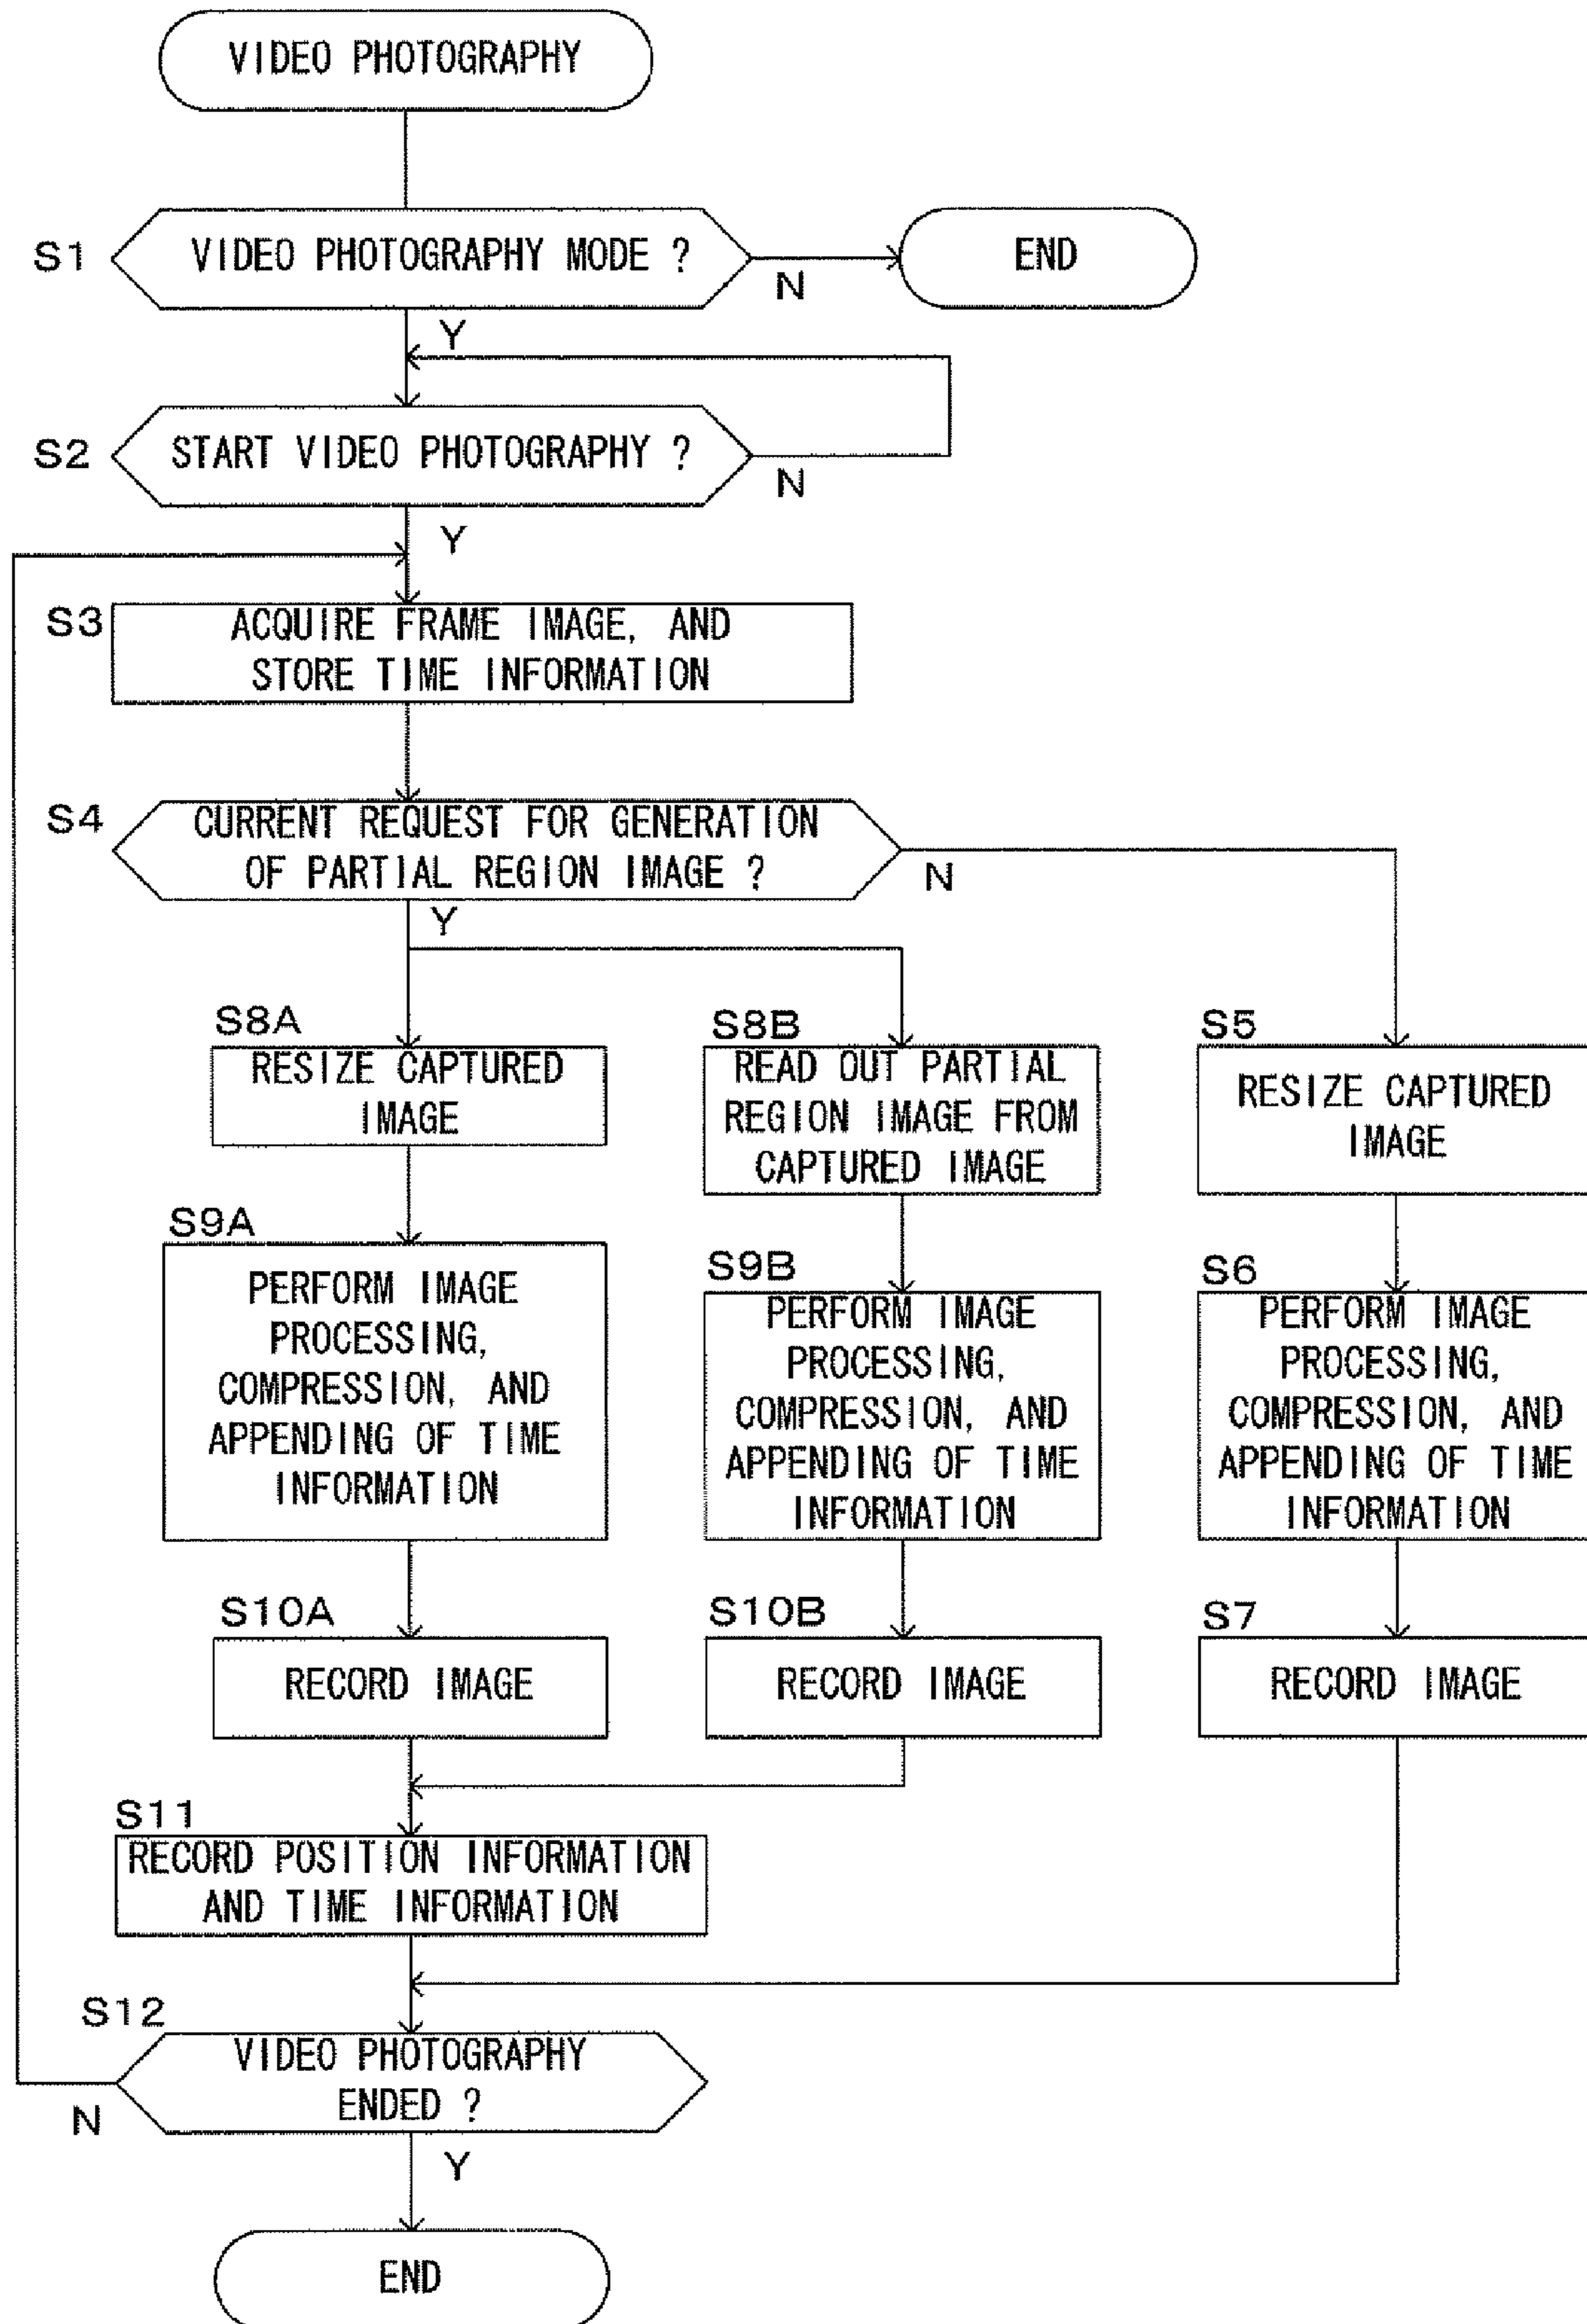 VIDEO PHOTOGRAPHY
S1
VIDEO PHOTOGRAPHY MODE ?
N
END
Y
S2
START VIDEO PHOTOGRAPHY ?
N
Y
S3
ACQUIRE FRAME IMAGE, AND
STORE TIME INFORMATION
S4
CURRENT REQUEST FOR GENERATION
OF PARTIAL REGION IMAGE ?
N
Y
S8A
RESIZE CAPTURED
IMAGE
S9A
PERFORM IMAGE
PROCESSING,
COMPRESSION, AND
APPENDING OF TIME
INFORMATION
S10A
RECORD IMAGE
S8B
READ OUT PARTIAL
REGION IMAGE FROM
CAPTURED IMAGE
S9B
PERFORM IMAGE
PROCESSING,
COMPRESSION, AND
APPENDING OF TIME
INFORMATION
S10B
RECORD IMAGE
S5
RESIZE CAPTURED
IMAGE
S6
PERFORM IMAGE
PROCESSING,
COMPRESSION, AND
APPENDING OF TIME
INFORMATION
S7
RECORD IMAGE
S11
RECORD POSITION INFORMATION
AND TIME INFORMATION
S12
VIDEO PHOTOGRAPHY
ENDED ?
N
Y
END